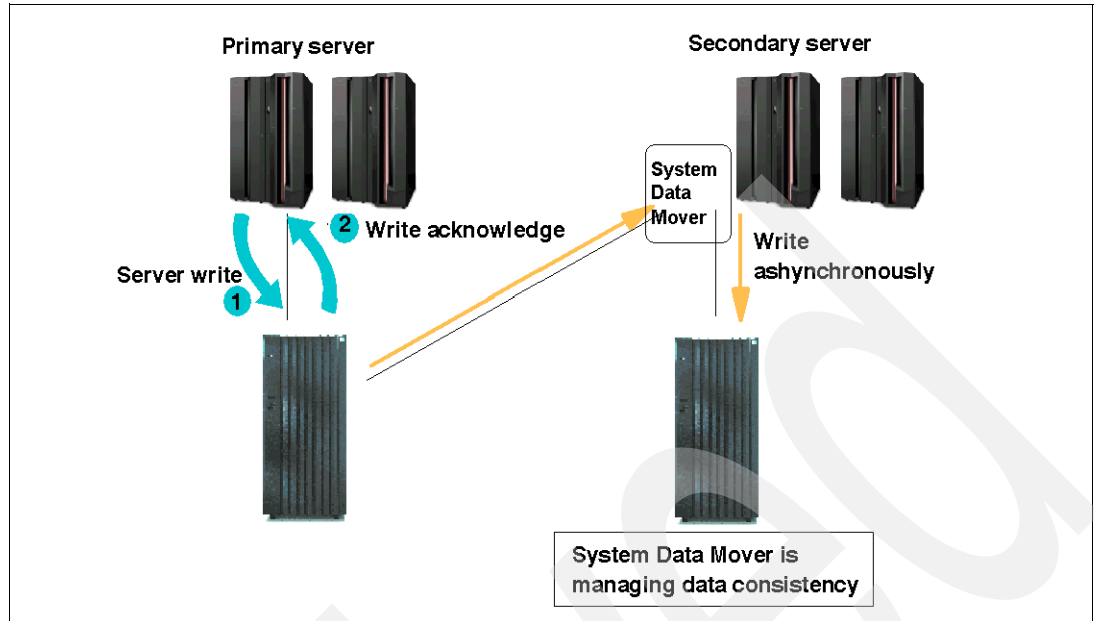 Primary server
Secondary server
System
Data
Mover
2 Write acknowledge
Write
ashynchronously
Server write
1
System Data Mover is
managing data consistency